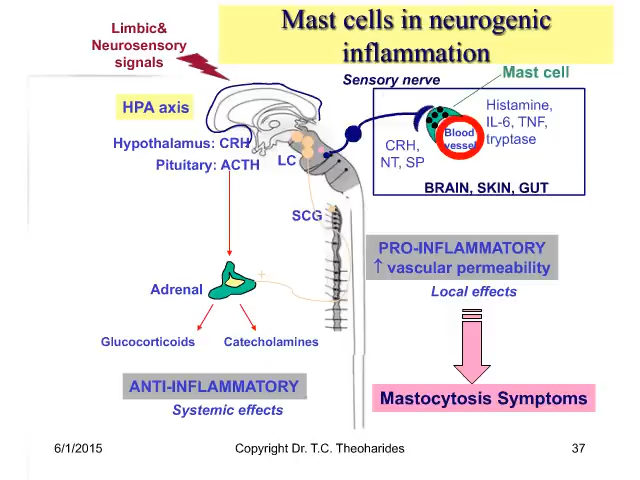 Mast cells in neurogenic
inflammation
Limbic&
Neurosensory
signals
Sensory nerve
Mast cell
HPA axis
Histamine,
IL-6, TNF,
tryptase
Blood
vessel
Hypothalamus: CRH
Pituitary: ACTH
LC
CRH,
NT, SP
BRAIN, SKIN, GUT
SCG
PRO-INFLAMMATORY
↑ vascular permeability
Local effects
+
Adrenal
Glucocorticoids
Catecholamines
ANTI-INFLAMMATORY
Systemic effects
Mastocytosis Symptoms
6/1/2015
Copyright Dr. T.C. Theoharides
37